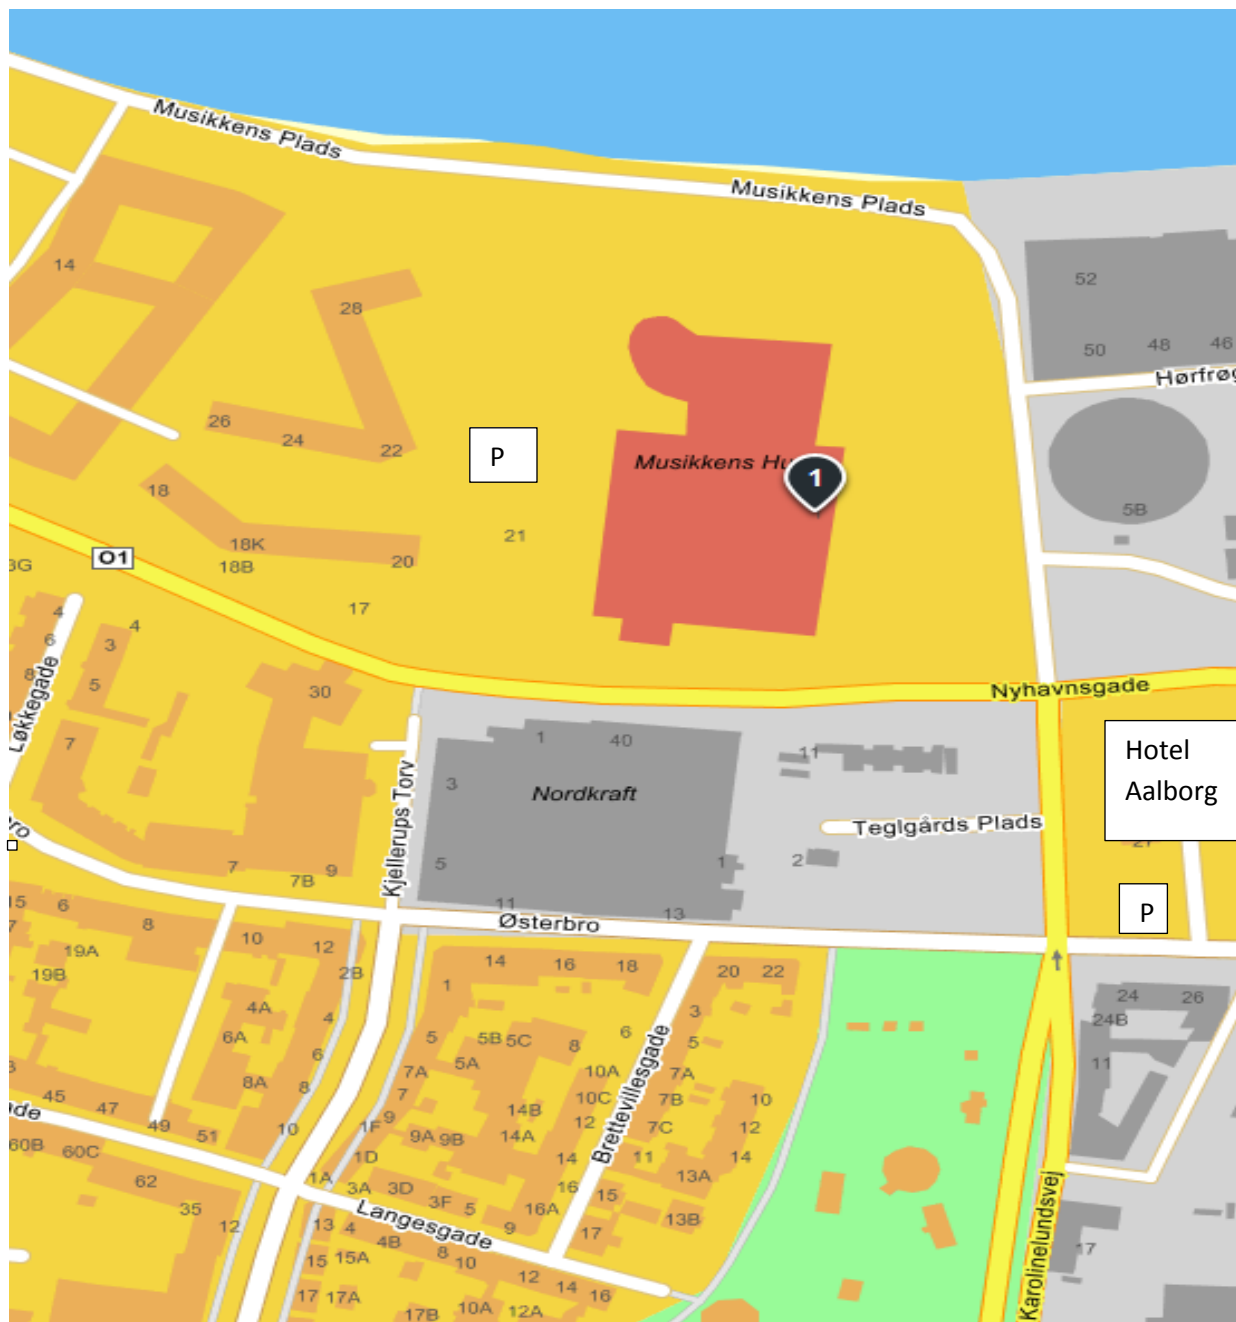 Musikkens Plads
Musikkens Plads
14
52
28
50
48
46
26
24
22
P
Musikkens Hu
1
18
5B
21
18K
O1
18B
20
3G
17
4
4
6
3
8
5
30
Nyhavnsgade
Løkkegade
7
1
40
11
Hotel
Aalborg
3
Nordkraft
Kjellerups Torv
Teglgårds Plads
27
5
1
2
7
9
7B
15
6
8
11
13
P
Østerbro
7
10
12
19A
19B
2B
14
16
18
20
22
1
24
26
4A
4
3
24B
6A
5
5B
5C
8
6
5
6
5A
11
8A
8
7A
10A
7A
7
7B
10
45
47
10C
9
14B
12
7C
12
49
51
10
1F
9A
9B
14A
Brettevillesgade
60B
60C
1D
14
11
14
62
1A
3A
3D
16
15
13A
35
3F
5
16A
12
13
4
Langesgade
9
13B
17
Karolinelundsvej
17
15
15A
4B
8
10
12
14
16
17
17A
17B
10A
12A